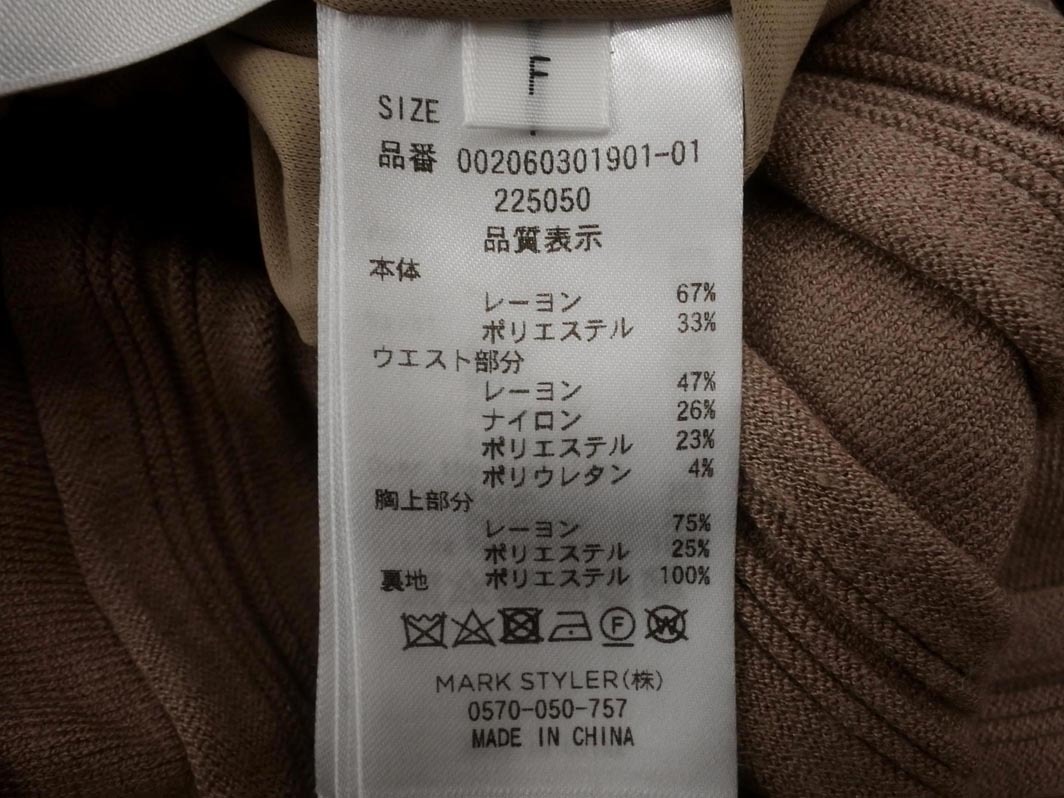 F
SIZE
品番 002060301901-01
225050
品質表示
本体
レーヨン 67%
ポリエステル 33%
ウエスト部分
レーヨン 47%
ナイロン 26%
ポリエステル 23%
ポリウレタン 4%
胸上部分
レーヨン 75%
ポリエステル 25%
裏地 ポリエステル 100%
F W
MARK STYLER(株)
0570-050-757
MADE IN CHINA